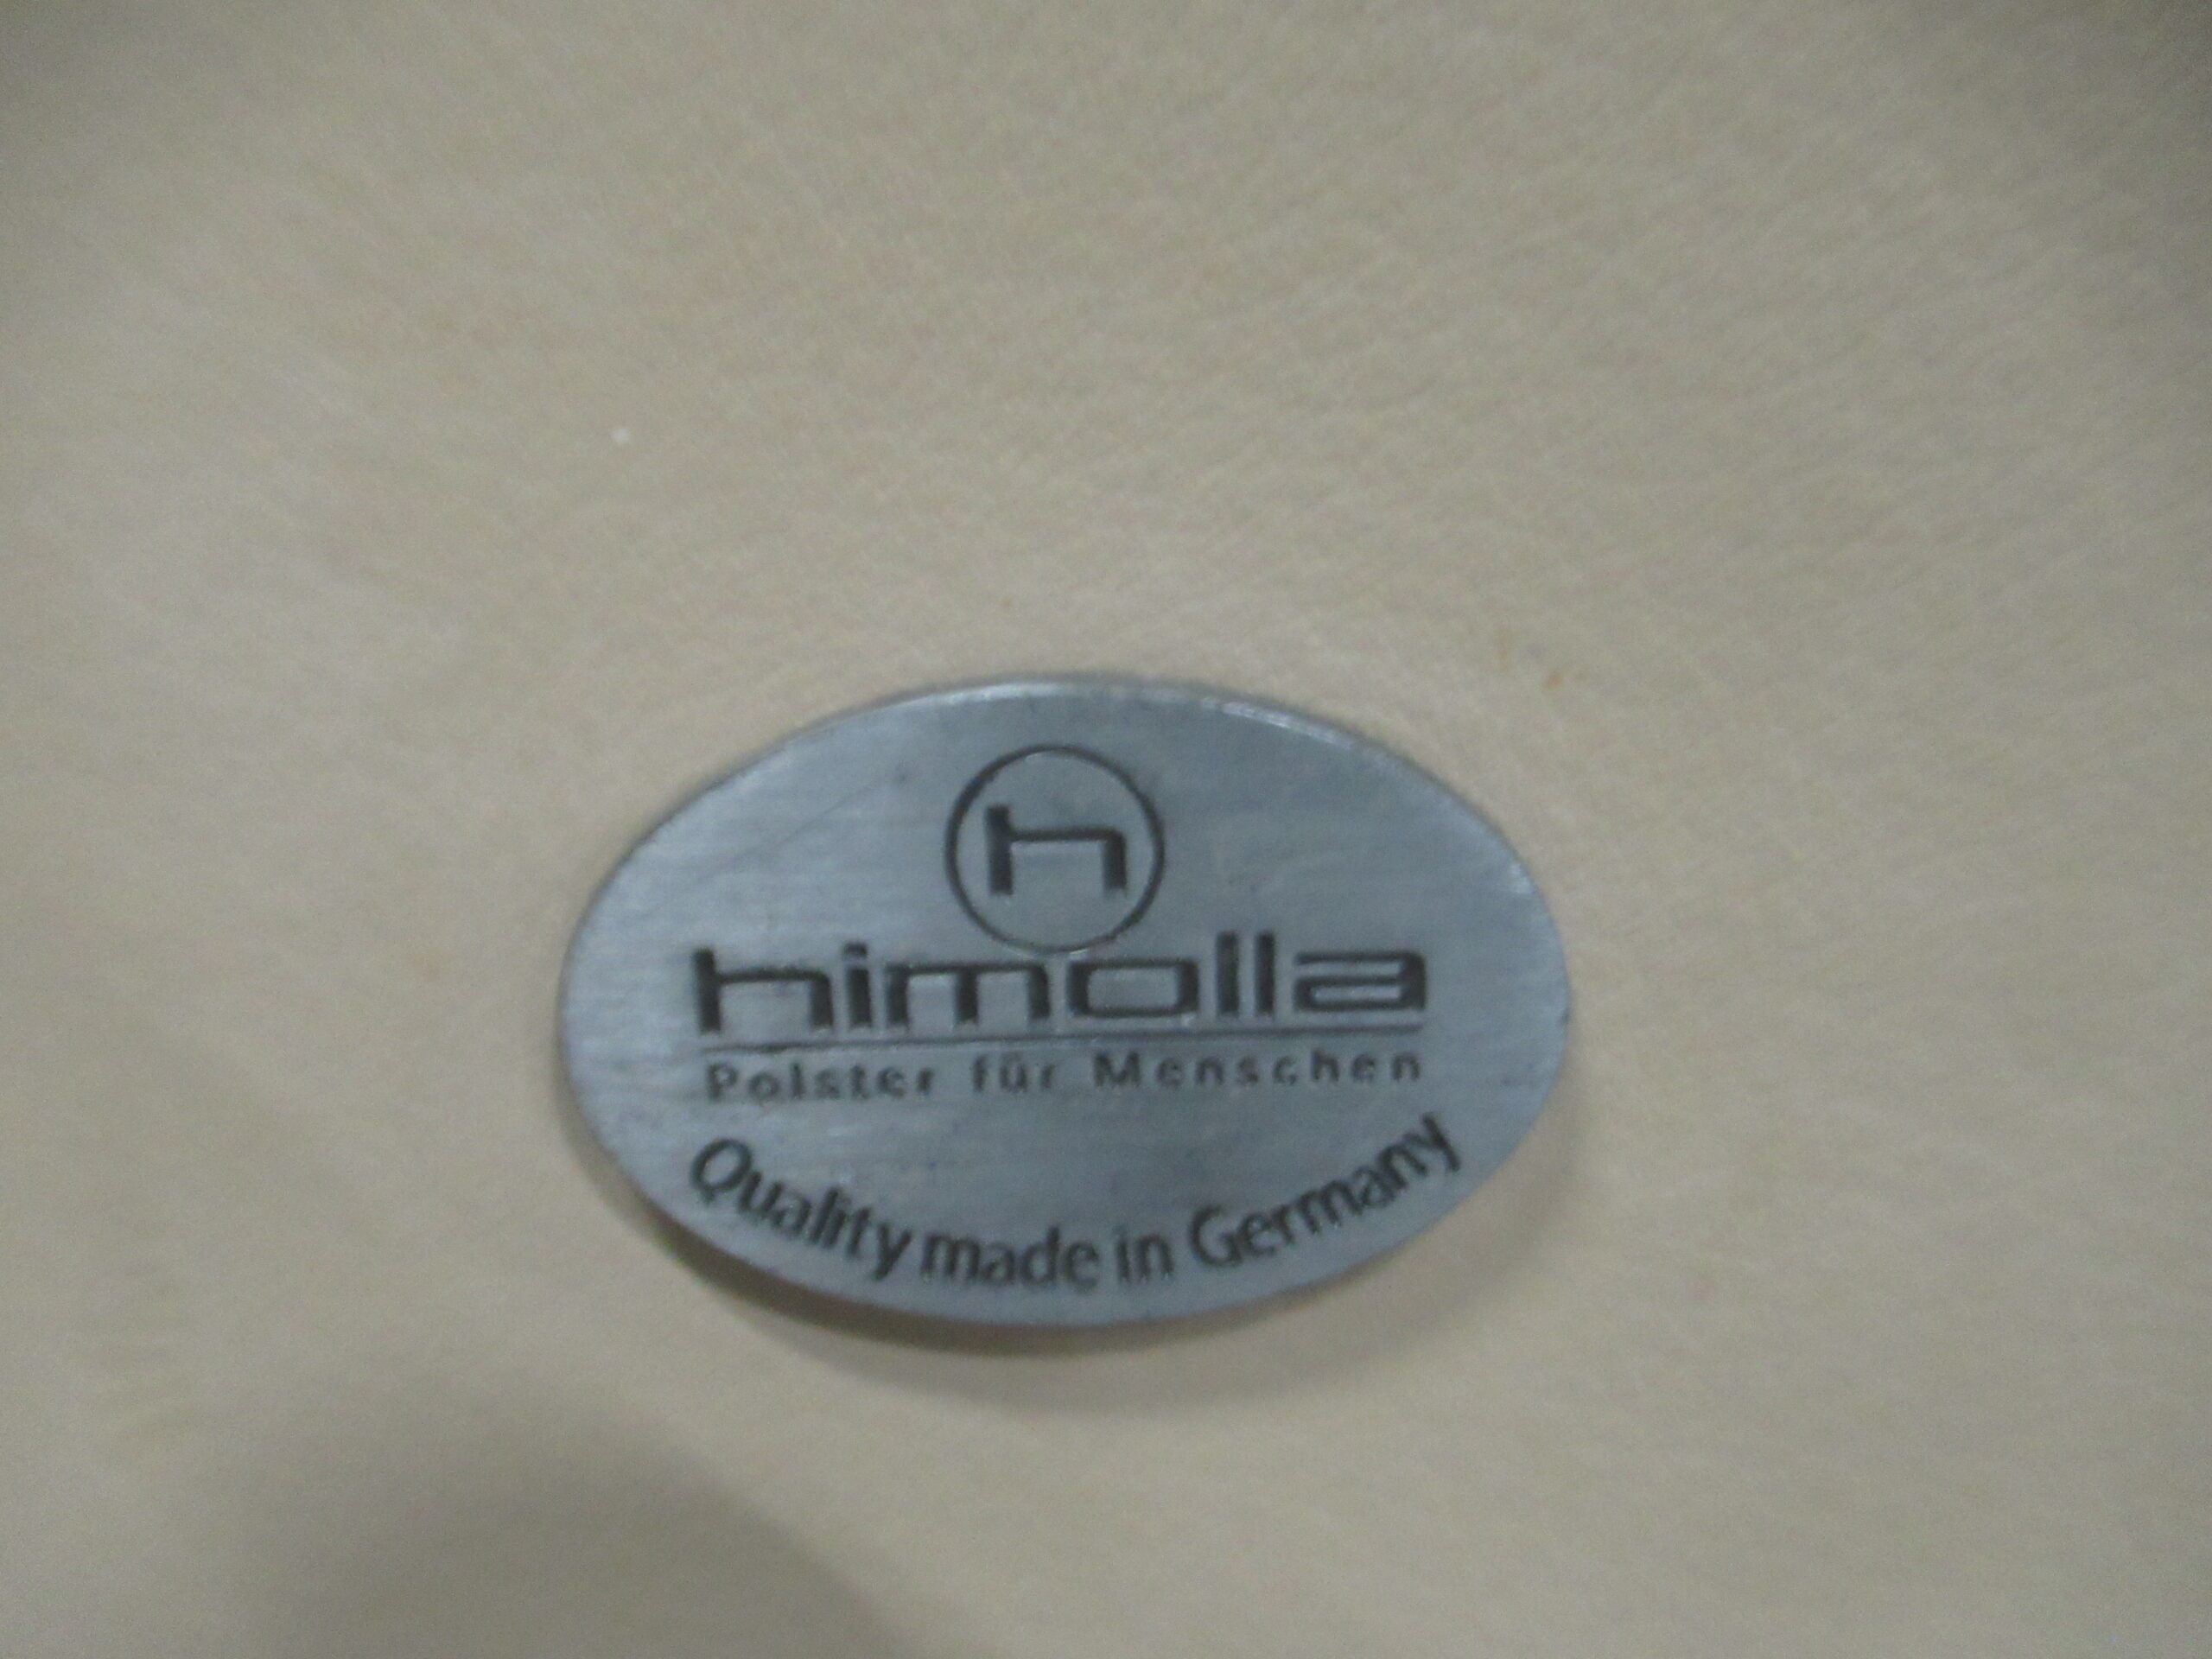 h
himolla
Polster für Menschen
Quality made in Germany